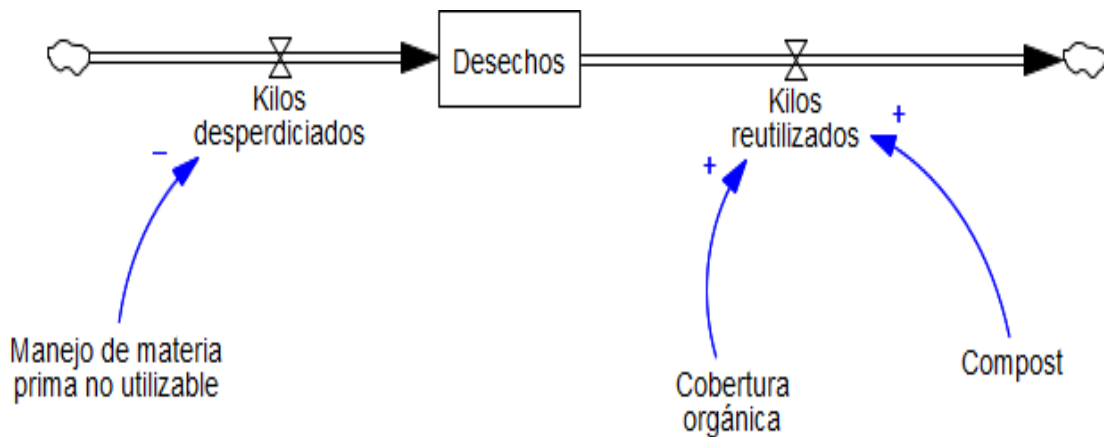 Desechos
Kilos
desperdiciados
Kilos
reutilizados
+
−
+
Manejo de materia
prima no utilizable
Cobertura
orgánica
Compost